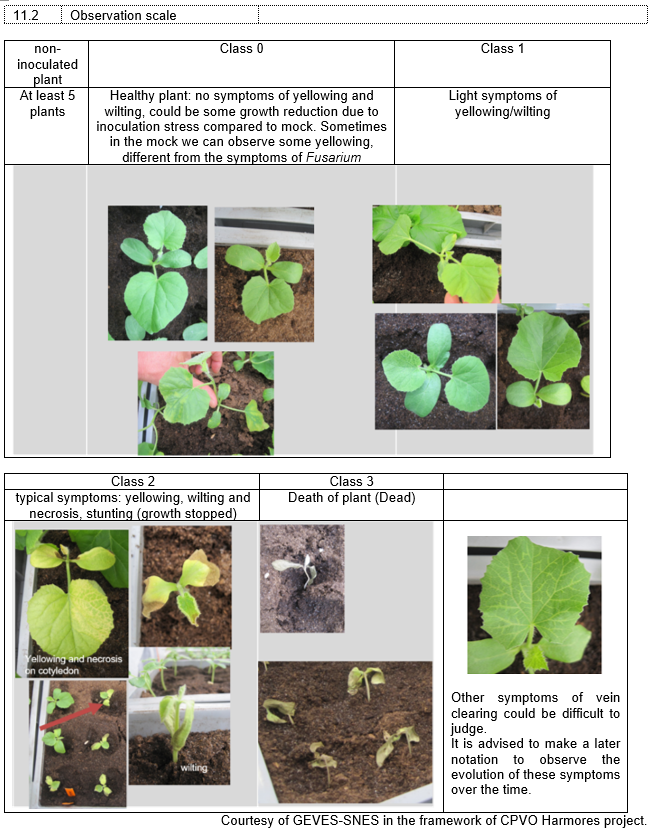 11.2 Observation scale
non-
inoculated
plant
Class 0
Class 1
At least 5
plants
Healthy plant: no symptoms of yellowing and
wilting, could be some growth reduction due to
inoculation stress compared to mock. Sometimes
in the mock we can observe some yellowing,
different from the symptoms of Fusarium
Light symptoms of
yellowing/wilting
Class 2
Class 3
typical symptoms: yellowing, wilting and
necrosis, stunting (growth stopped)
Death of plant (Dead)
Yellowing and necrosis
on cotyledon
wilting
Other symptoms of vein
clearing could be difficult to
judge.
It is advised to make a later
notation to observe the
evolution of these symptoms
over the time.
Courtesy of GEVES-SNES in the framework of CPVO Harmores project.